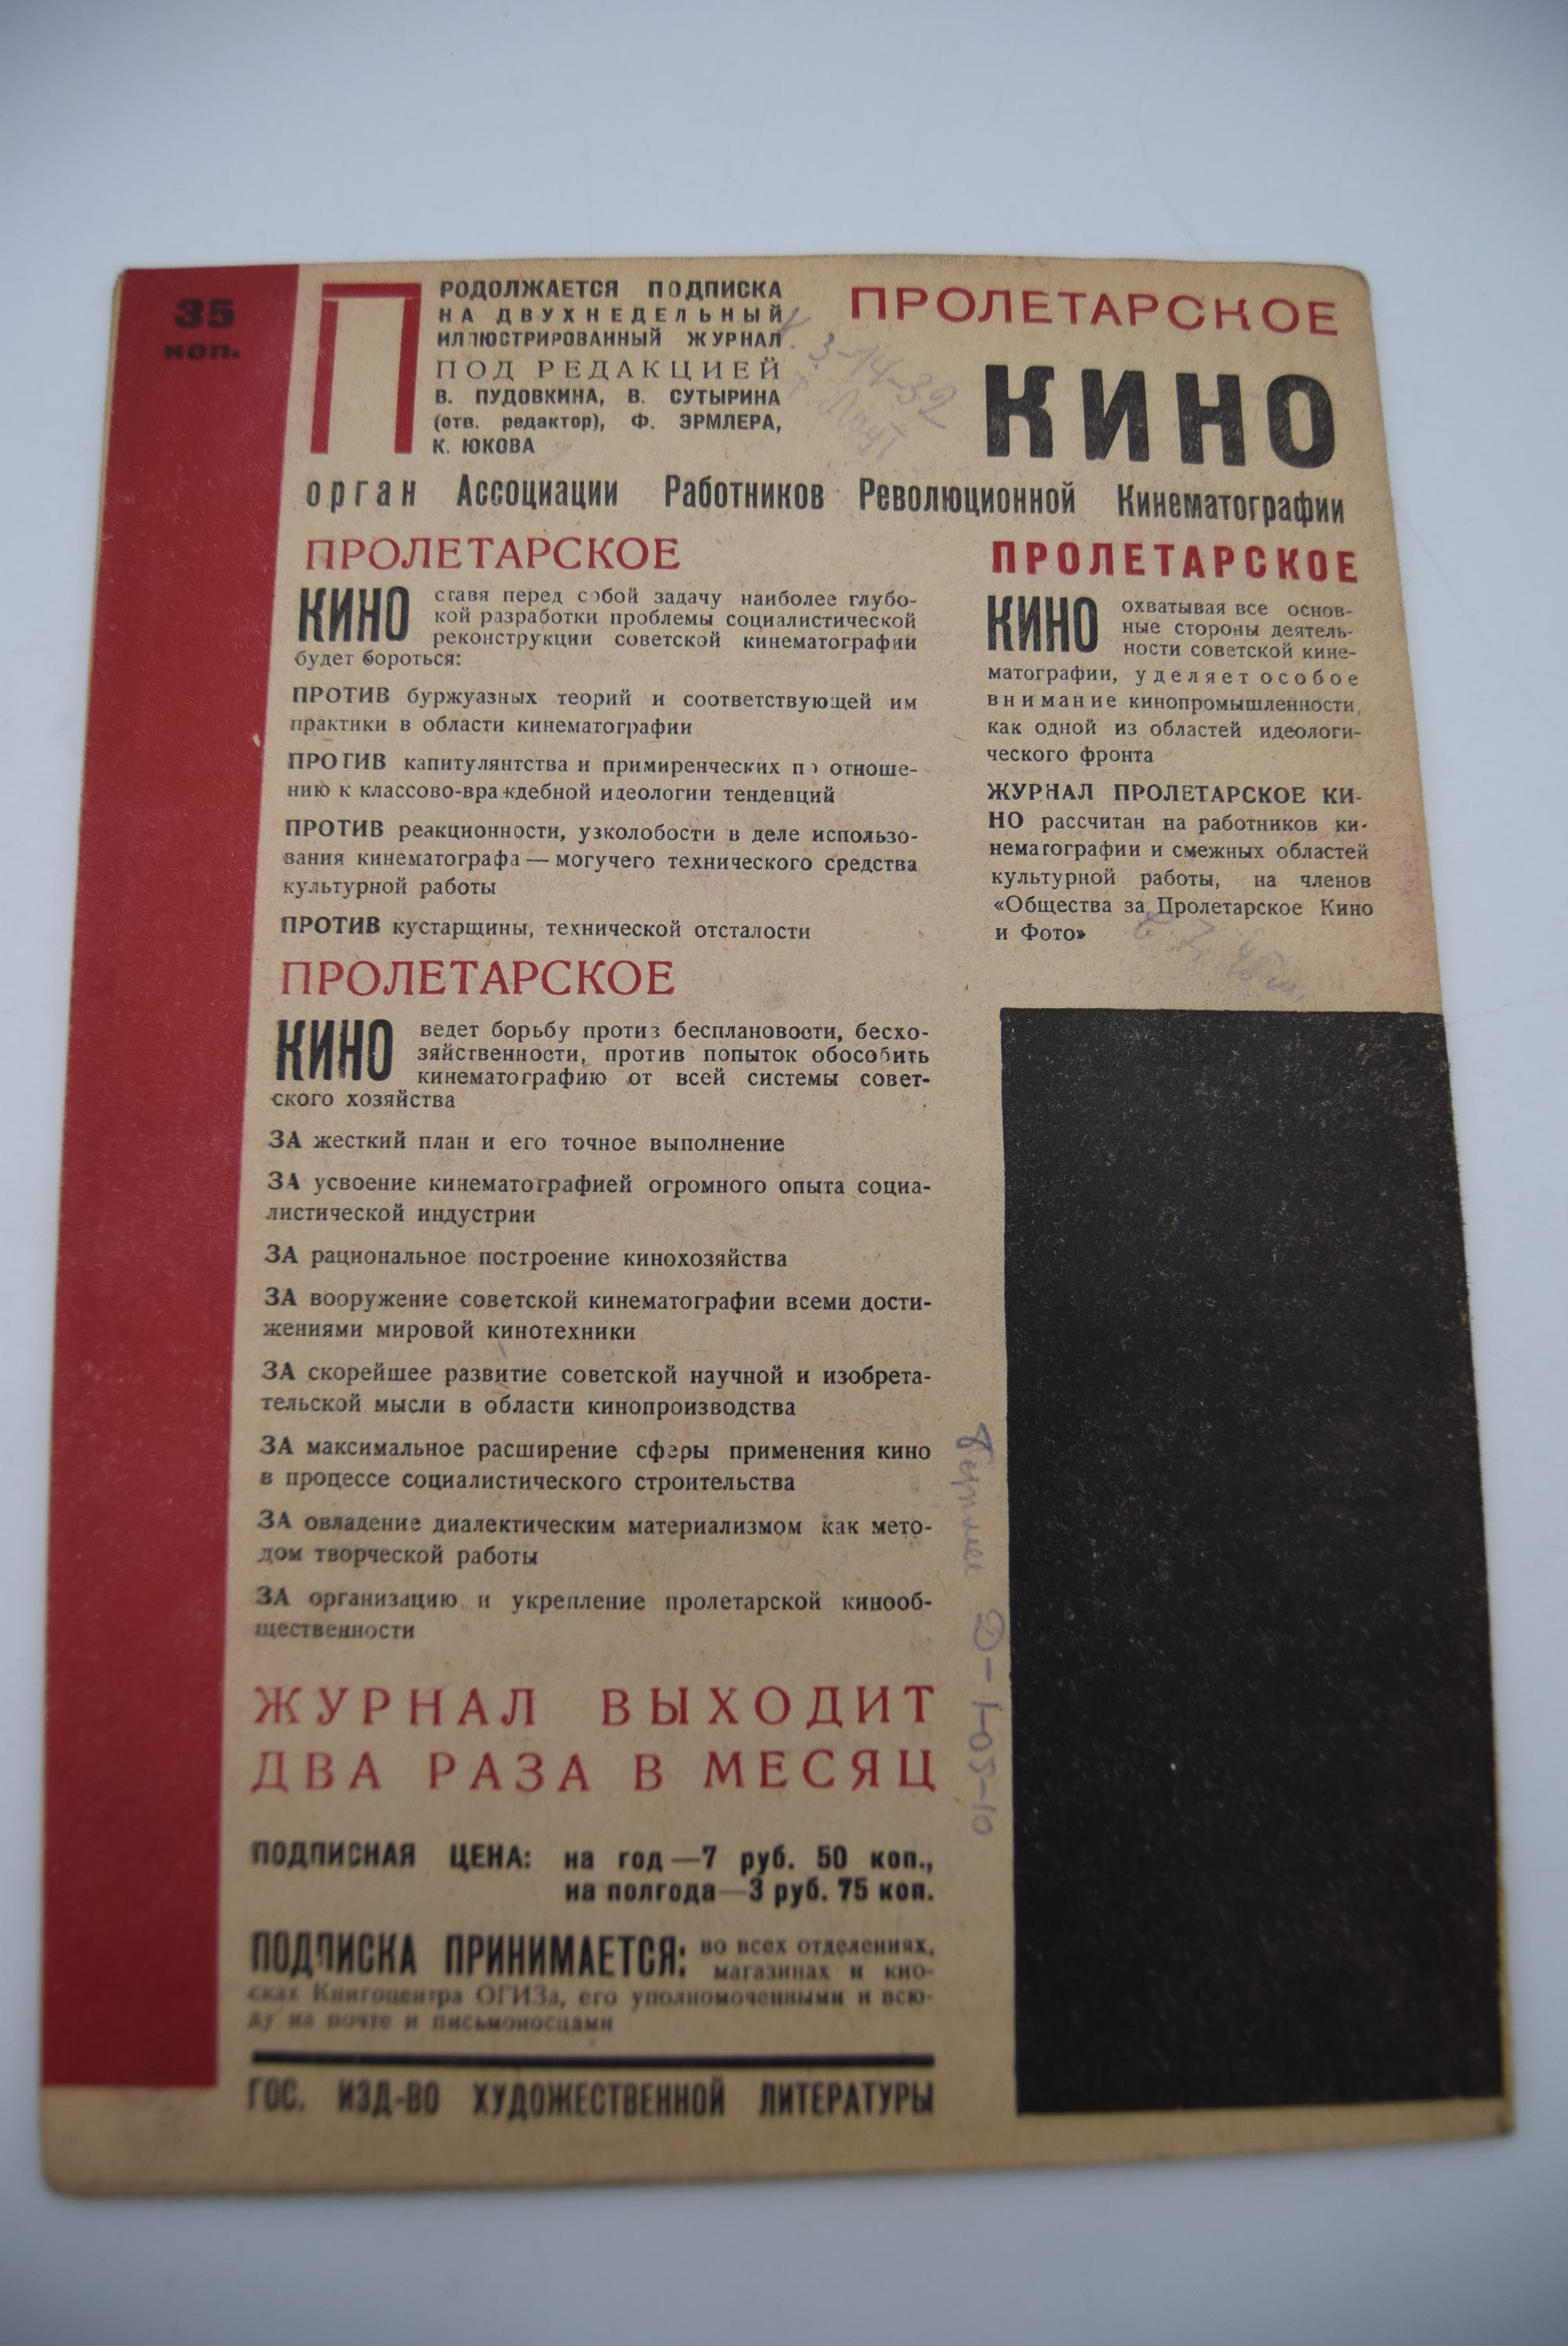 35
коп.
ПРОДОЛЖАЕТСЯ ПОДПИСКА
НА ДВУХНЕДЕЛЬНЫЙ
ИЛЛЮСТРИРОВАННЫЙ ЖУРНАЛ
ПОД РЕДАКЦИЕЙ
В. ПУДОВКИНА, В. СУТЫРИНА
(отв. редактор), Ф. ЭРМЛЕРА,
К. ЮКОВА
ПРОЛЕТАРСКОЕ
КИНО
3-14-32
орган Ассоциации Работников Революционной Кинематографии
ПРОЛЕТАРСКОЕ
КИНО ставя перед собой задачу наиболее глубо-
кой разработки проблемы социалистической
реконструкции советской кинематографии
будет бороться:
ПРОТИВ буржуазных теорий и соответствующей им
практики в области кинематографии
ПРОТИВ капитулянтства и примиренческих по отноше-
нию к классово-враждебной идеологии тенденций
ПРОТИВ реакционности, узколобости в деле использо-
вания кинематографа — могучего технического средства
культурной работы
ПРОТИВ кустарщины, технической отсталости
ПРОЛЕТАРСКОЕ
КИНО ведет борьбу против бесплановости, бесхо-
зяйственности, против попыток обособить
кинематографию от всей системы совет-
ского хозяйства
ЗА жесткий план и его точное выполнение
ЗА усвоение кинематографией огромного опыта социа-
листической индустрии
ЗА рациональное построение кинохозяйства
ЗА вооружение советской кинематографии всеми дости-
жениями мировой кинотехники
ЗА скорейшее развитие советской научной и изобрета-
тельской мысли в области кинопроизводства
ЗА максимальное расширение сферы применения кино
в процессе социалистического строительства
ЗА овладение диалектическим материализмом как мето-
дом творческой работы
ЗА организацию и укрепление пролетарской кинооб-
щественности
ЖУРНАЛ ВЫХОДИТ
ДВА РАЗА В МЕСЯЦ
ПОДПИСНАЯ ЦЕНА: на год — 7 руб. 50 коп.,
на полгода — 3 руб. 75 коп.
ПОДПИСКА ПРИНИМАЕТСЯ: во всех отделениях,
магазинах и кио-
сках Книгоцентра ОГИЗа, его уполномоченными и всю-
ду на почте и письмоносцами
ГОС. ИЗД-ВО ХУДОЖЕСТВЕННОЙ ЛИТЕРАТУРЫ
ПРОЛЕТАРСКОЕ
КИНО охватывая все основ-
ные стороны деятель-
ности советской кине-
матографии, уделяет особое
внимание кинопромышленности,
как одной из областей идеологи-
ческого фронта
ЖУРНАЛ ПРОЛЕТАРСКОЕ КИ-
НО рассчитан на работников ки-
нематографии и смежных областей
культурной работы, на членов
«Общества за Пролетарское Кино
и Фото»